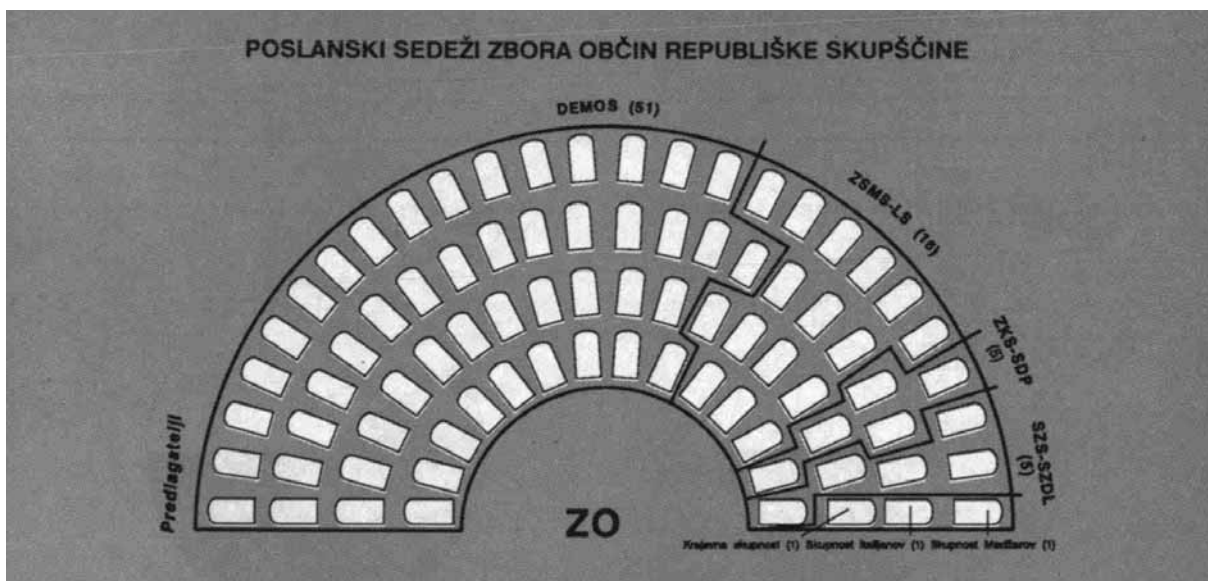 POSLANSKI SEDEŽI ZBORA OBČIN REPUBLIŠKE SKUPŠČINE
DEMOS (51)
ZSMS-LS (16)
ZKS-SDP
(5)
SZS-SZDL
(5)
Predlagatelji
ZO
Krajevna skupnost (1) Skupnost Italijanov (1) Skupnost Madžarov (1)